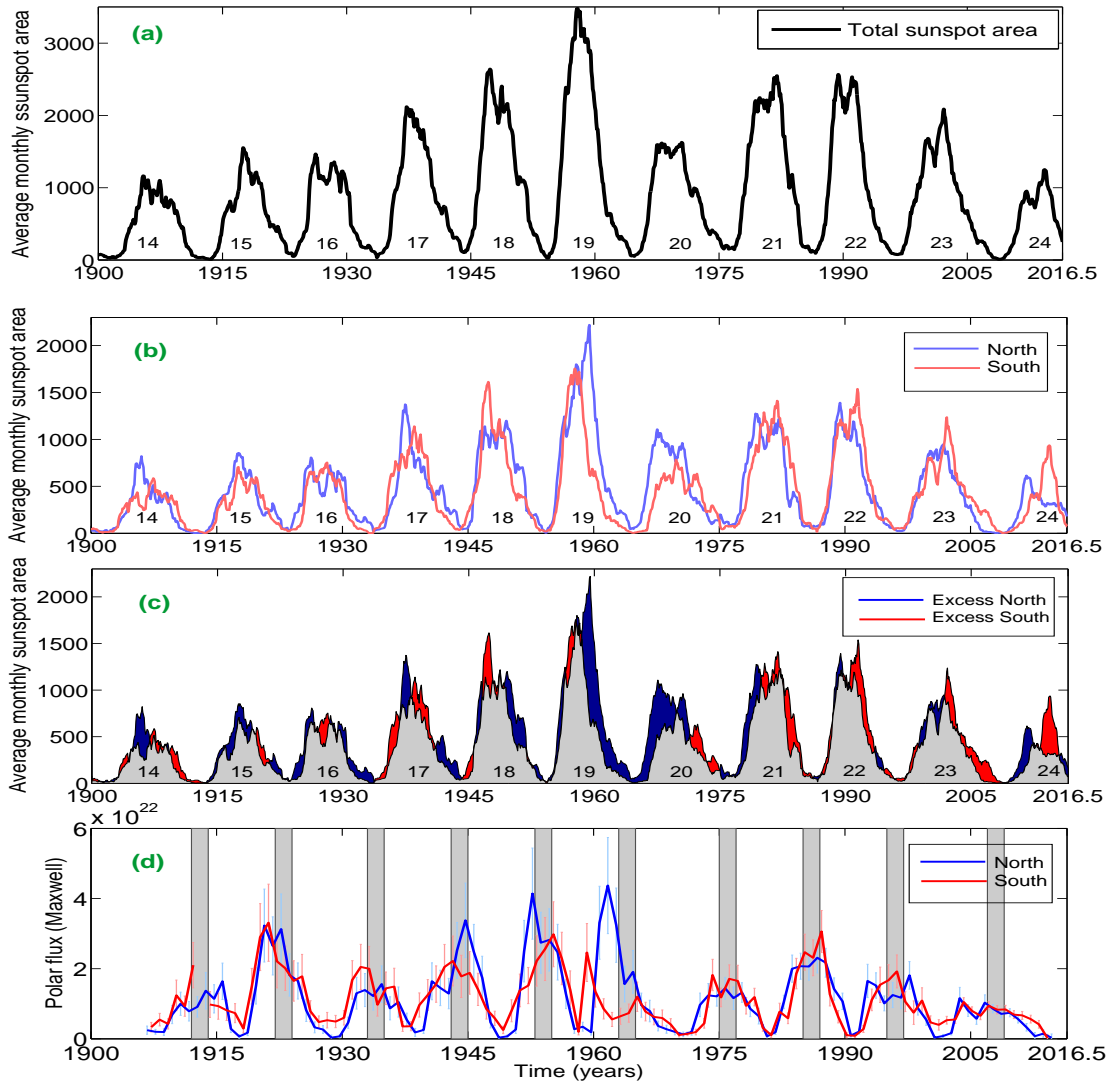 (a)
Total sunspot area
Average monthly ssunspot area
3000
2000
1000
0
14 15 16 17 18 19 20 21 22 23 24
1900 1915 1930 1945 1960 1975 1990 2005 2016.5
(b)
North
South
Average monthly sunspot area
2000
1500
1000
500
0
14 15 16 17 18 19 20 21 22 23 24
1900 1915 1930 1945 1960 1975 1990 2005 2016.5
(c)
Excess North
Excess South
Average monthly sunspot area
2000
1500
1000
500
0
14 15 16 17 18 19 20 21 22 23 24
1900 1915 1930 1945 1960 1975 1990 2005 2016.5
x 10^22
(d)
North
South
Polar flux (Maxwell)
6
4
2
0
1900 1915 1930 1945 1960 1975 1990 2005 2016.5
Time (years)